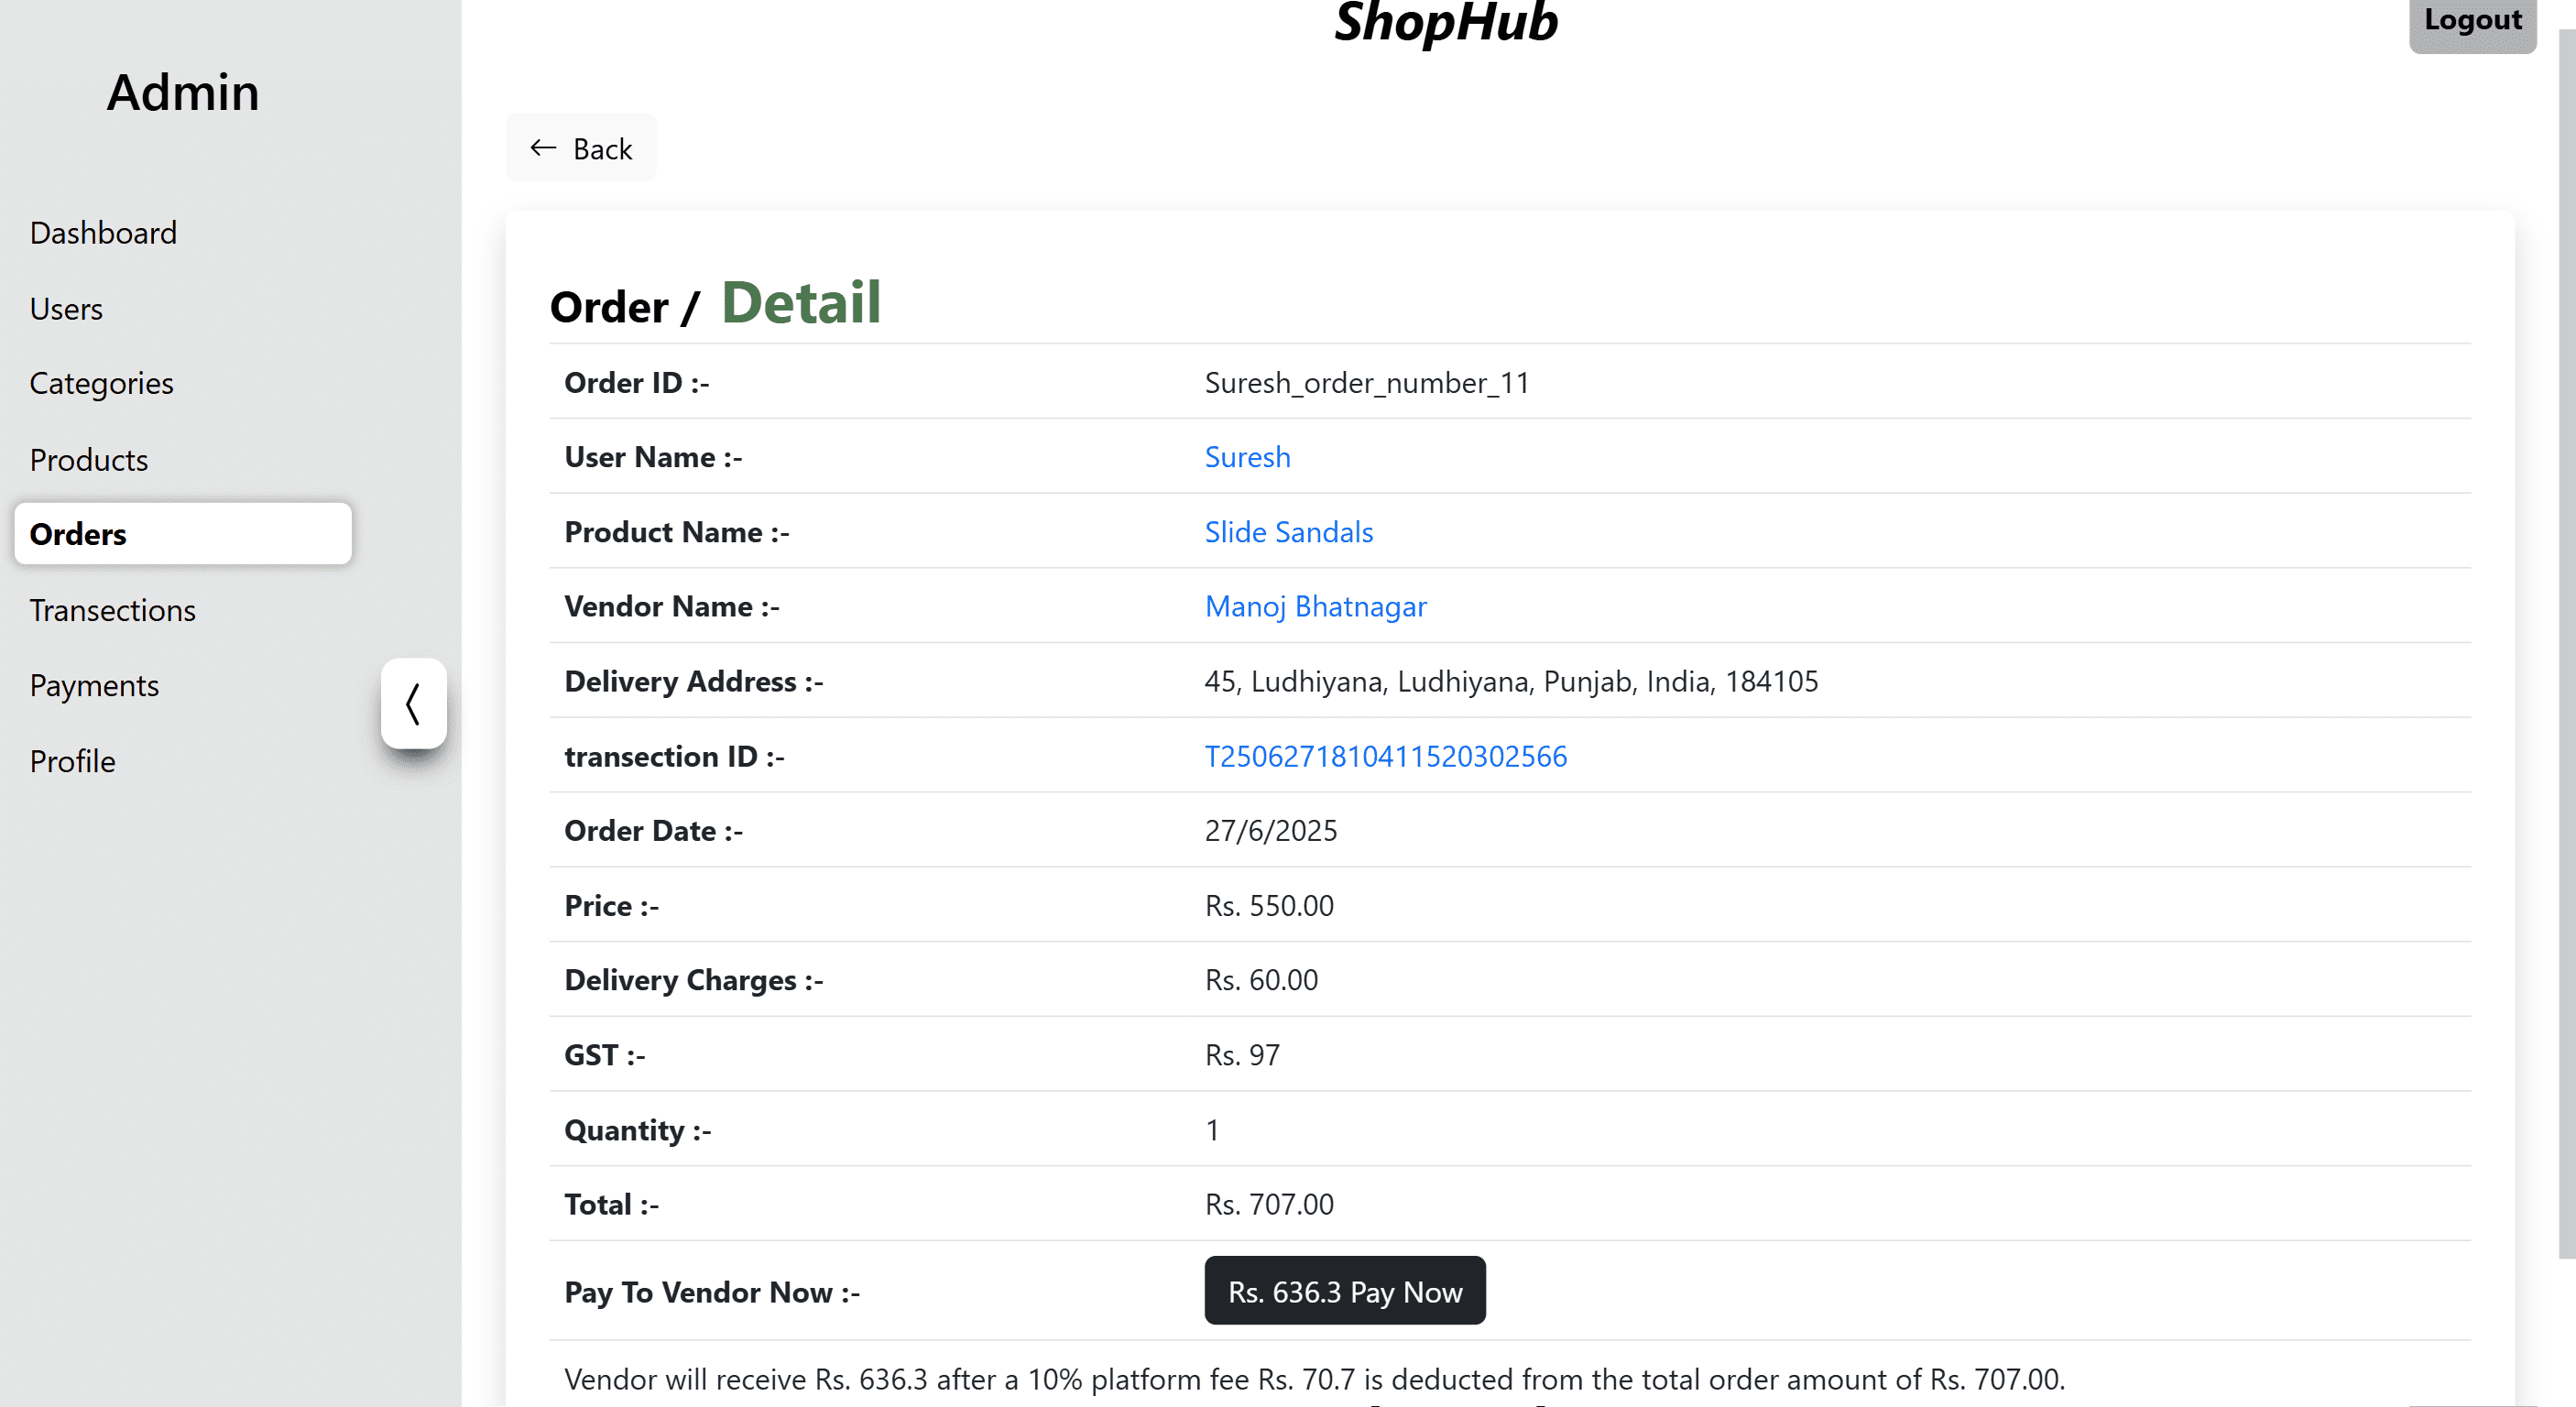 ShopHub
Logout
Admin
Dashboard
Users
Categories
Products
Orders
Transections
Payments
Profile
← Back
Order / Detail
Order ID :- Suresh_order_number_11
User Name :- Suresh
Product Name :- Slide Sandals
Vendor Name :- Manoj Bhatnagar
Delivery Address :- 45, Ludhiyana, Ludhiyana, Punjab, India, 184105
transection ID :- T2506271810411520302566
Order Date :- 27/6/2025
Price :- Rs. 550.00
Delivery Charges :- Rs. 60.00
GST :- Rs. 97
Quantity :- 1
Total :- Rs. 707.00
Pay To Vendor Now :- Rs. 636.3 Pay Now
Vendor will receive Rs. 636.3 after a 10% platform fee Rs. 70.7 is deducted from the total order amount of Rs. 707.00.